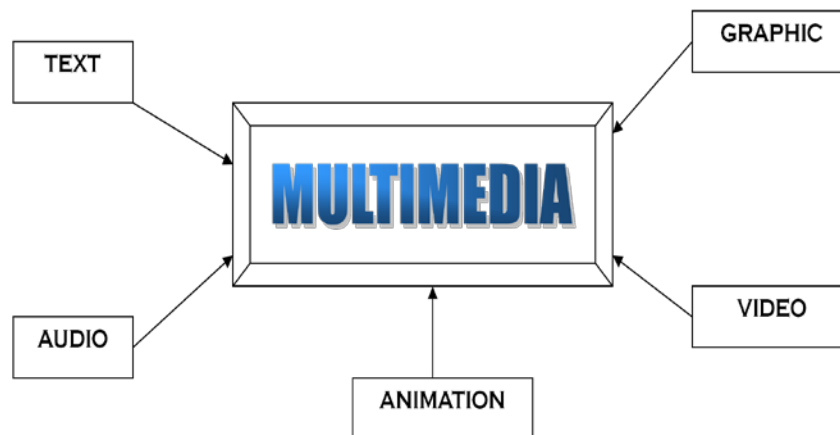 GRAPHIC
TEXT
MULTIMEDIA
VIDEO
AUDIO
ANIMATION